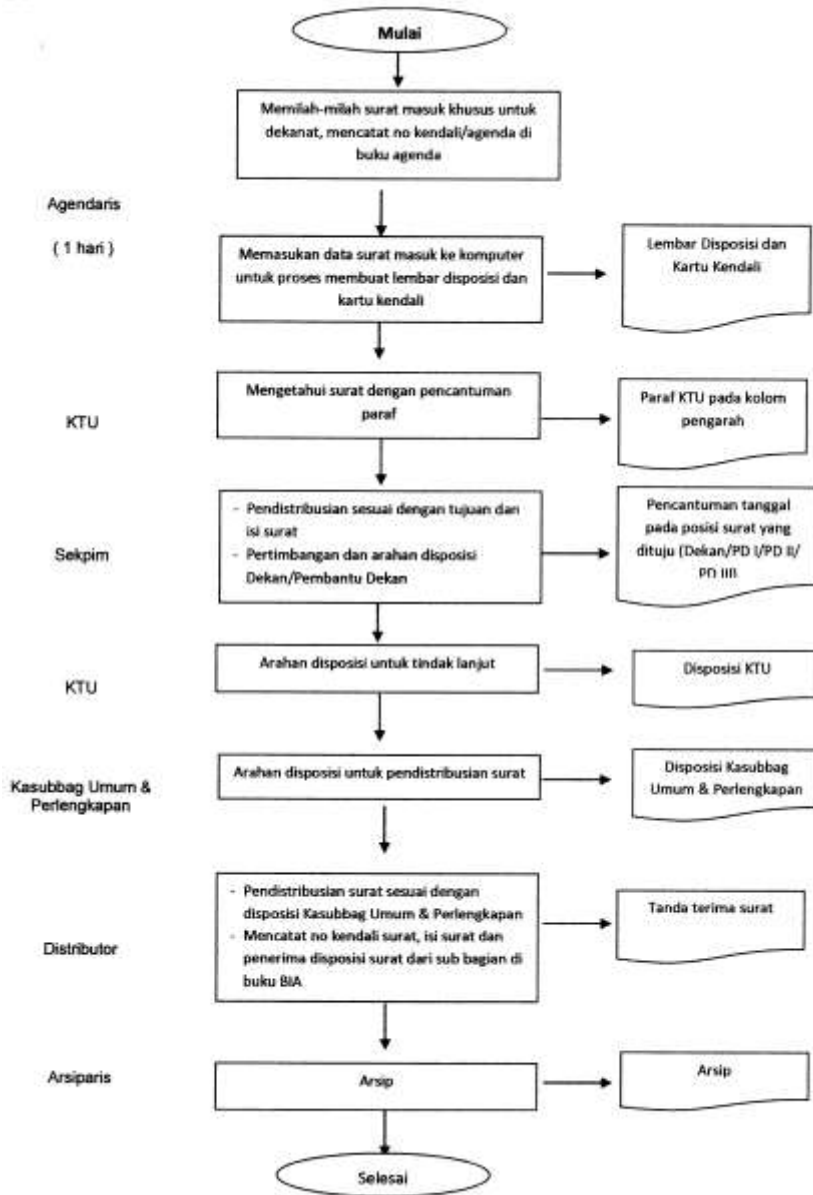 Mulai
Memilah-milah surat masuk khusus untuk
dekanat, mencatat no kendali/agenda di
buku agenda
Agendaris
( 1 hari )
Memasukan data surat masuk ke komputer
untuk proses membuat lembar disposisi dan
kartu kendali
Lembar Disposisi dan
Kartu Kendali
KTU
Mengetahui surat dengan pencantuman
paraf
Paraf KTU pada kolom
pengarah
Sekpim
- Pendistribusian sesuai dengan tujuan dan
isi surat
- Pertimbangan dan arahan disposisi
Dekan/Pembantu Dekan
Pencantuman tanggal
pada posisi surat yang
dituju (Dekan/PD I/PD II/
PD III)
KTU
Arahan disposisi untuk tindak lanjut
Disposisi KTU
Kasubbag Umum &
Perlengkapan
Arahan disposisi untuk pendistribusian surat
Disposisi Kasubbag
Umum & Perlengkapan
Distributor
- Pendistribusian surat sesuai dengan
disposisi Kasubbag Umum & Perlengkapan
- Mencatat no kendali surat, isi surat dan
penerima disposisi surat dari sub bagian di
buku BIA
Tanda terima surat
Arsiparis
Arsip
Arsip
Selesai